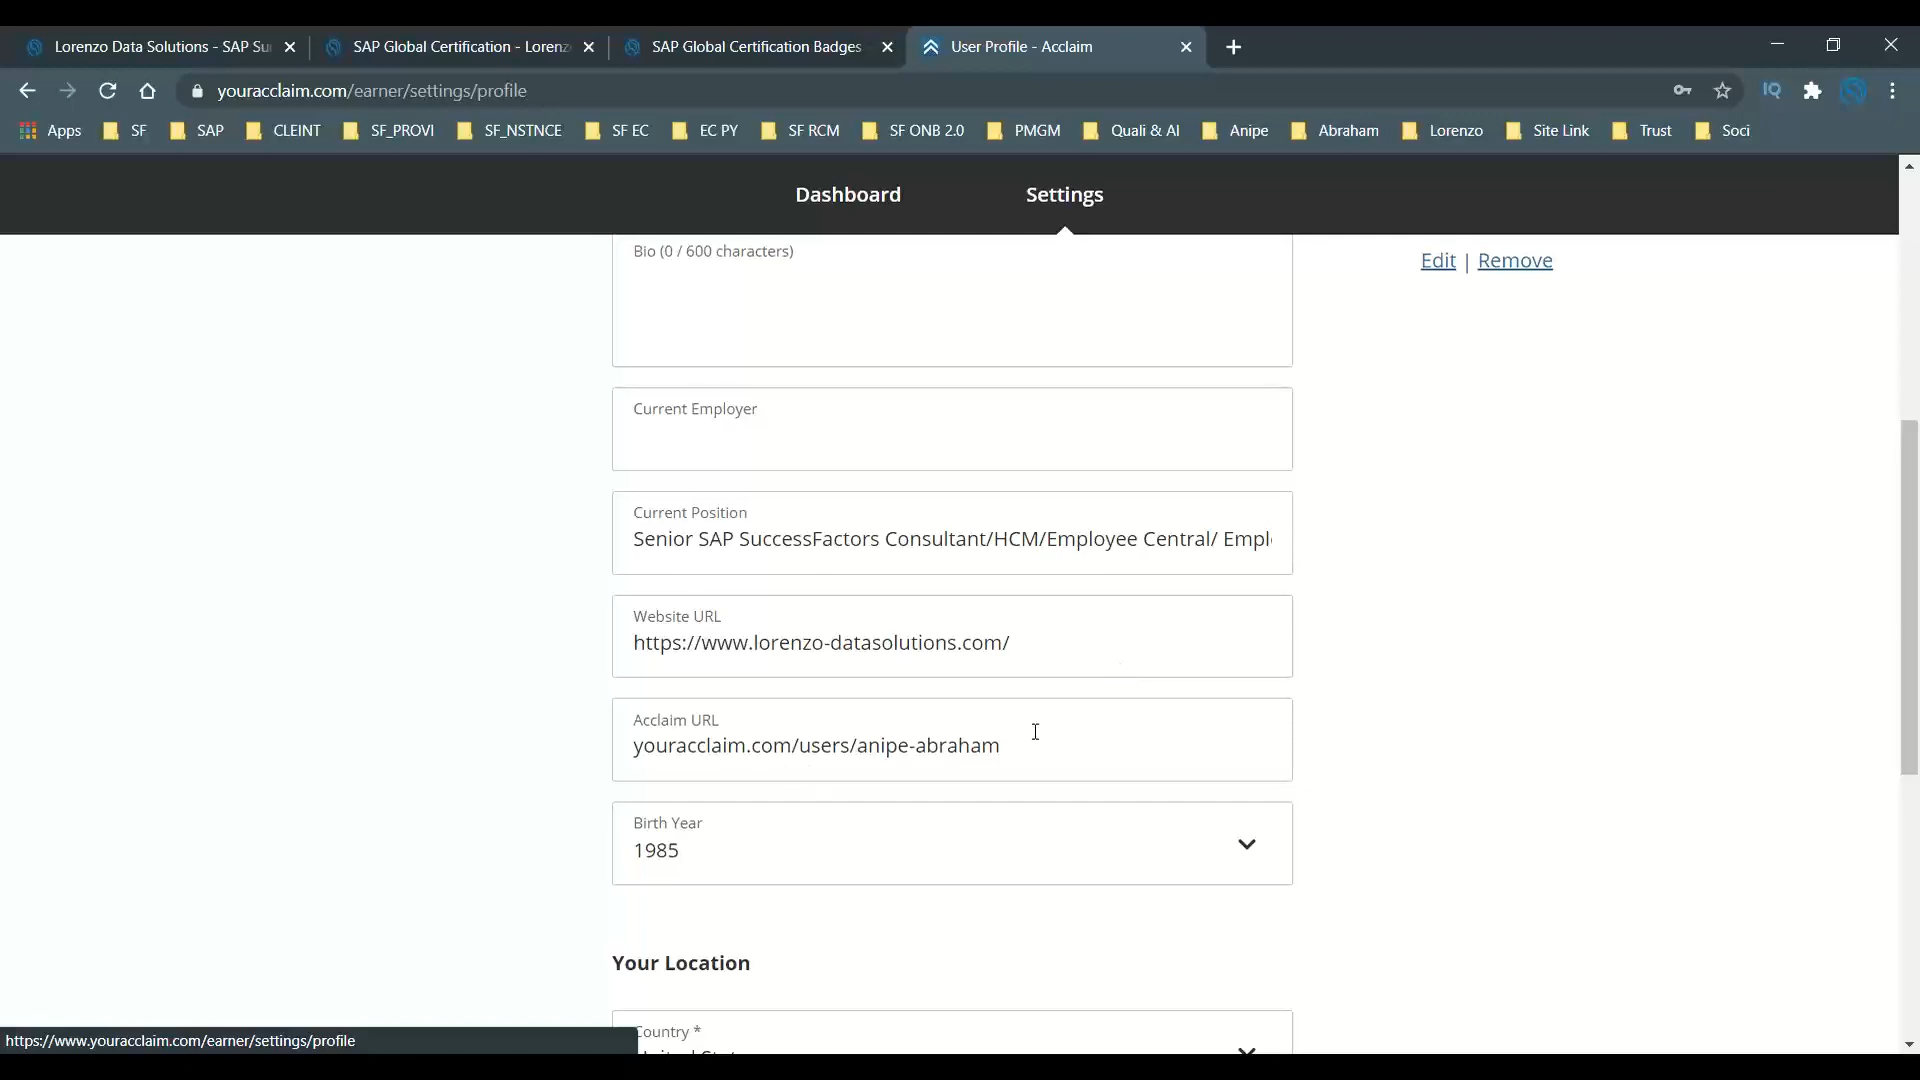 Lorenzo Data Solutions - SAP Su
SAP Global Certification - Lorenz
SAP Global Certification Badges
User Profile - Acclaim
youracclaim.com/earner/settings/profile
IQ
Apps
SF
SAP
CLEINT
SF_PROVI
SF_NSTNCE
SF EC
EC PY
SF RCM
SF ONB 2.0
PMGM
Quali & AI
Anipe
Abraham
Lorenzo
Site Link
Trust
Soci
Dashboard
Settings
Bio (0 / 600 characters)
Edit | Remove
Current Employer
Current Position
Senior SAP SuccessFactors Consultant/HCM/Employee Central/ Empl
Website URL
https://www.lorenzo-datasolutions.com/
Acclaim URL
youracclaim.com/users/anipe-abraham
Birth Year
1985
Your Location
Country *
https://www.youracclaim.com/earner/settings/profile